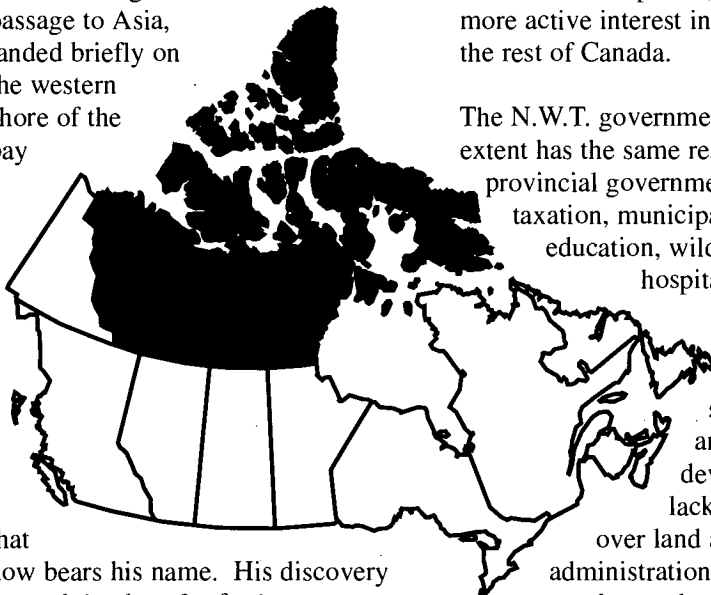 passage to Asia,
landed briefly on
the western
shore of the
bay
that
now bears his name. His discovery
more active interest in
the rest of Canada.
The N.W.T. governme
extent has the same re
provincial governme
taxation, municipa
education, wild
hospita
an
dev
lack
over land a
administration